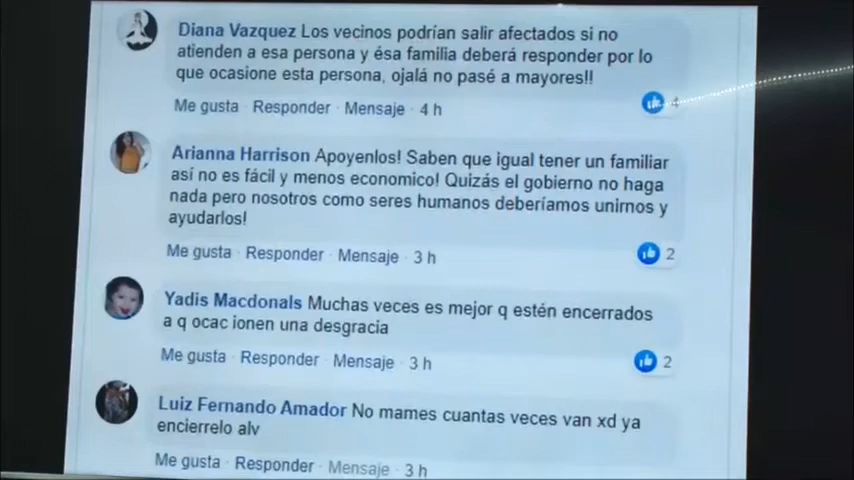 Diana Vazquez Los vecinos podrían salir afectados si no
atienden a esa persona y ésa familia deberá responder por lo
que ocasione esta persona, ojalá no pasé a mayores!!
Me gusta · Responder · Mensaje · 4 h
4
Arianna Harrison Apoyenlos! Saben que igual tener un familiar
así no es fácil y menos economico! Quizás el gobierno no haga
nada pero nosotros como seres humanos deberíamos unirnos y
ayudarlos!
Me gusta · Responder · Mensaje · 3 h
2
Yadis Macdonals Muchas veces es mejor q estén encerrados
a q ocac ionen una desgracia
Me gusta · Responder · Mensaje · 3 h
2
Luiz Fernando Amador No mames cuantas veces van xd ya
encierrelo alv
Me gusta · Responder · Mensaje · 3 h